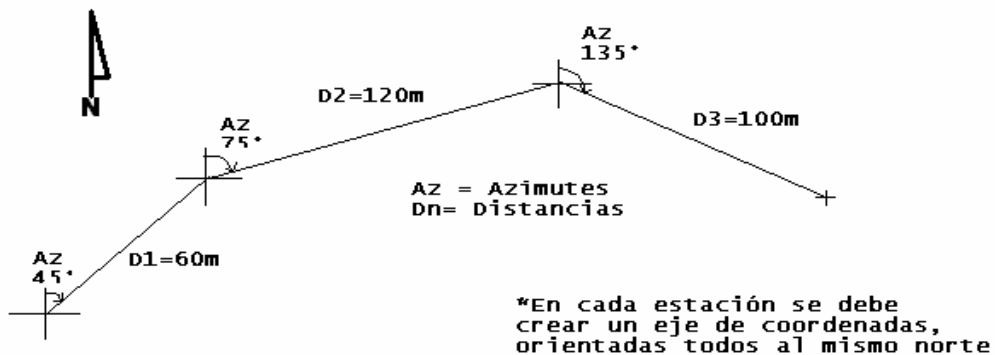 N
Az
135°
D2=120m
Az
75°
D3=100m
Az = Azimutes
Dn= Distancias
Az
45°
D1=60m
*En cada estación se debe
crear un eje de coordenadas,
orientadas todos al mismo norte